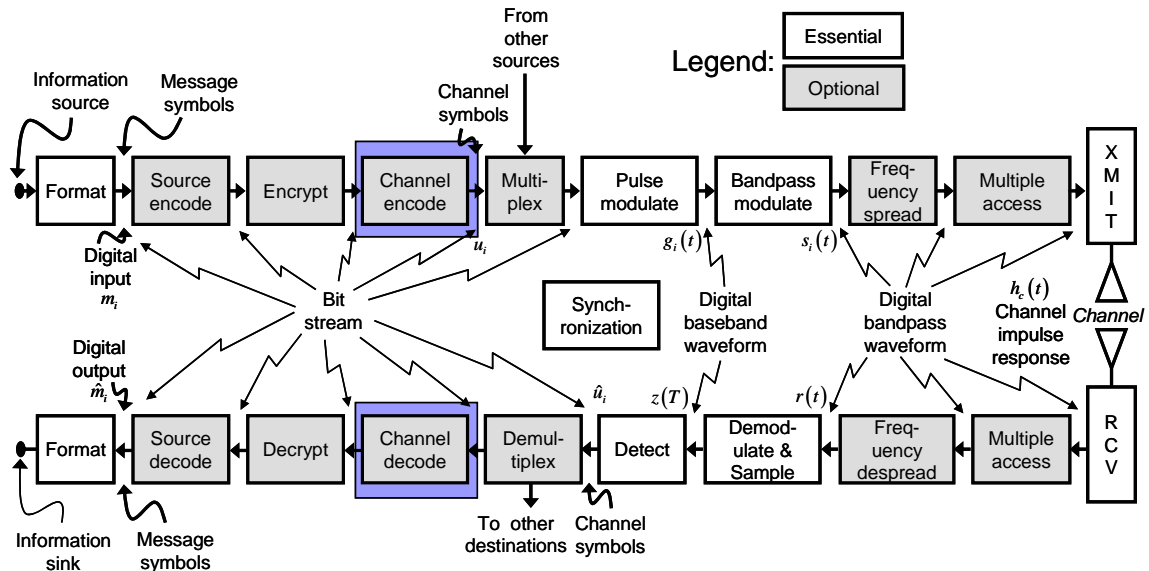 From
other
sources
Legend:
Essential
Optional
Information
source
Message
symbols
Channel
symbols
Format
Source
encode
Encrypt
Channel
encode
Multi-
plex
Pulse
modulate
Bandpass
modulate
Freq-
uency
spread
Multiple
access
X
M
I
T
Digital
input
m_i
u_i
g_i(t)
s_i(t)
Bit
stream
Synch-
ronization
Digital
baseband
waveform
Digital
bandpass
waveform
h_c(t)
Channel
impulse
response
Channel
Digital
output
m̂_i
û_i
z(T)
r(t)
Format
Source
decode
Decrypt
Channel
decode
Demul-
tiplex
Detect
Demod-
ulate &
Sample
Freq-
uency
despread
Multiple
access
R
C
V
Information
sink
Message
symbols
To other
destinations
Channel
symbols